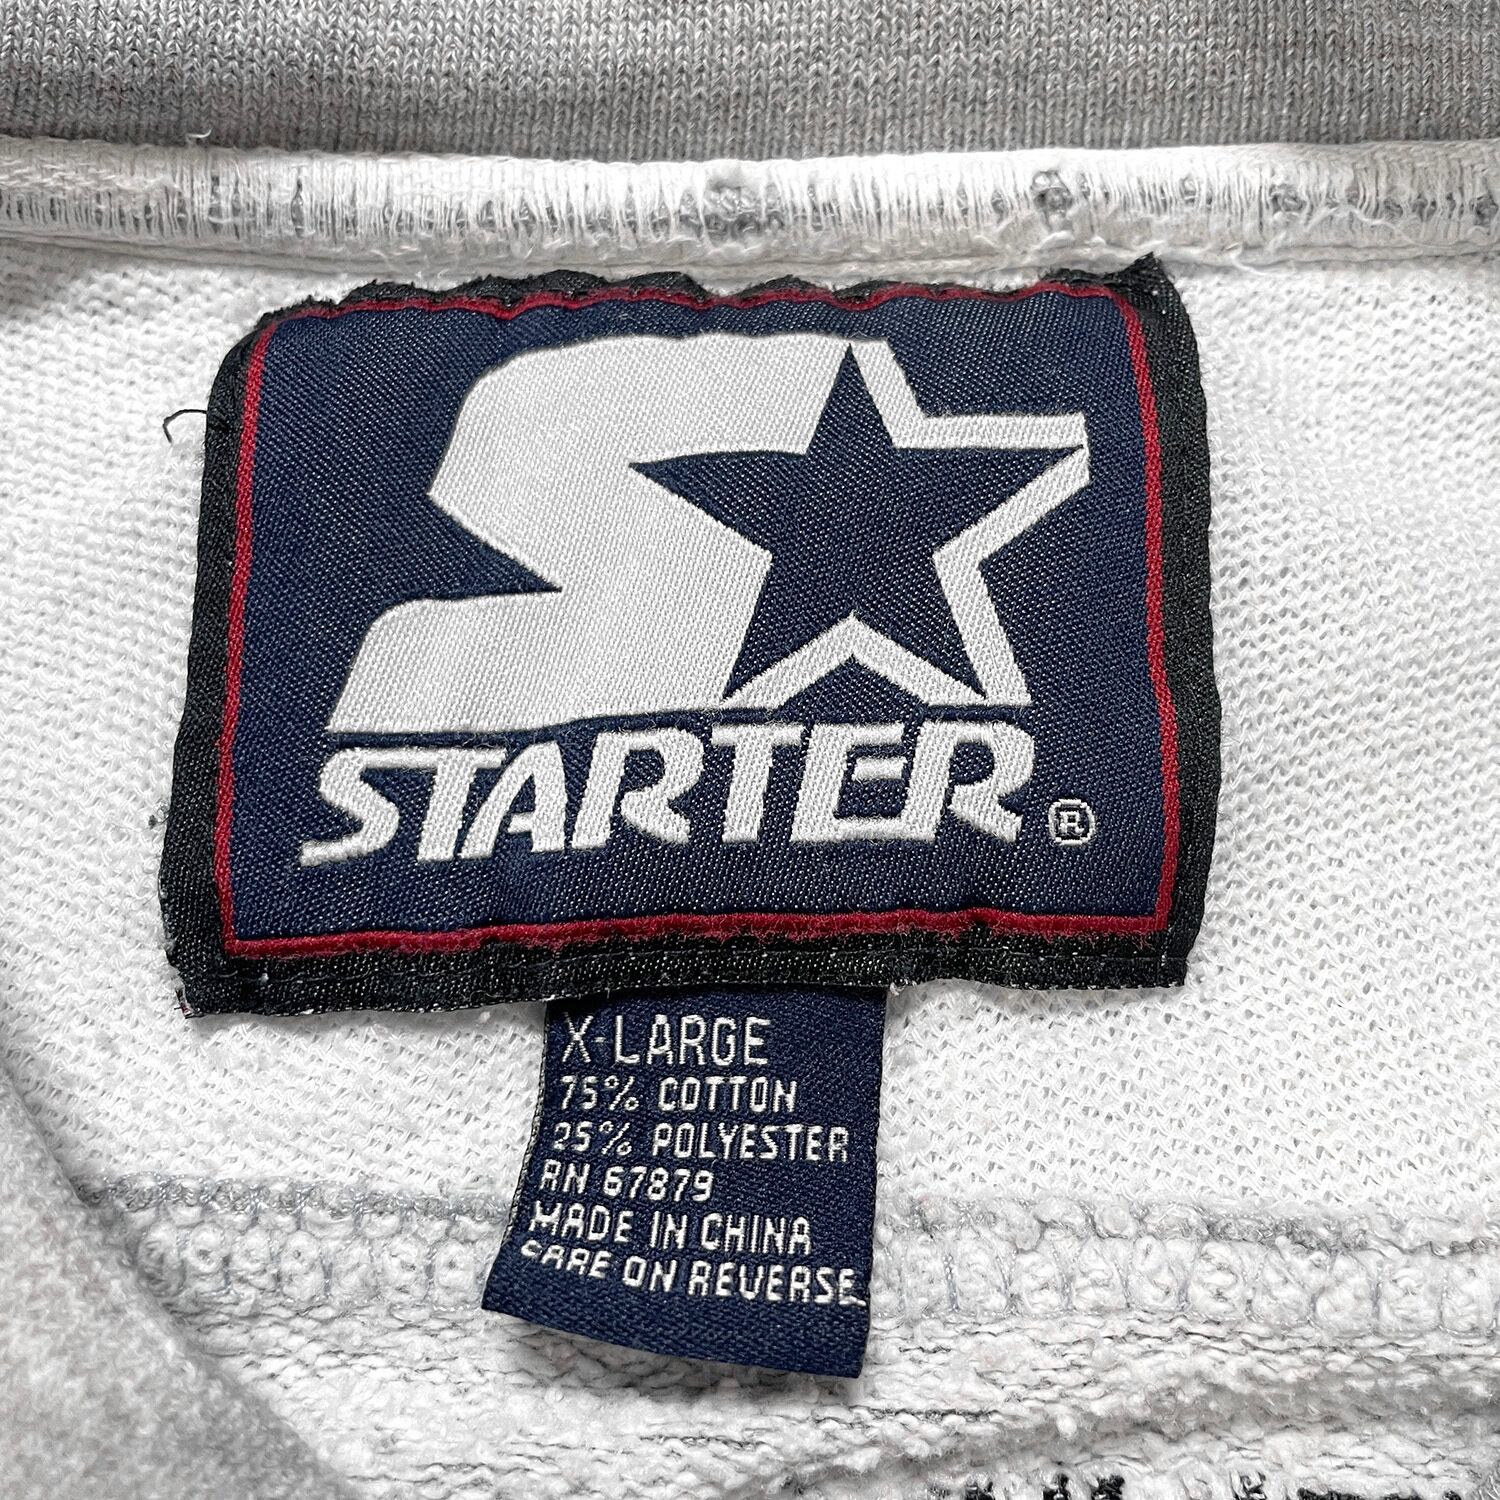 STARTER®
X-LARGE
75% COTTON
25% POLYESTER
RN 67879
MADE IN CHINA
CARE ON REVERSE